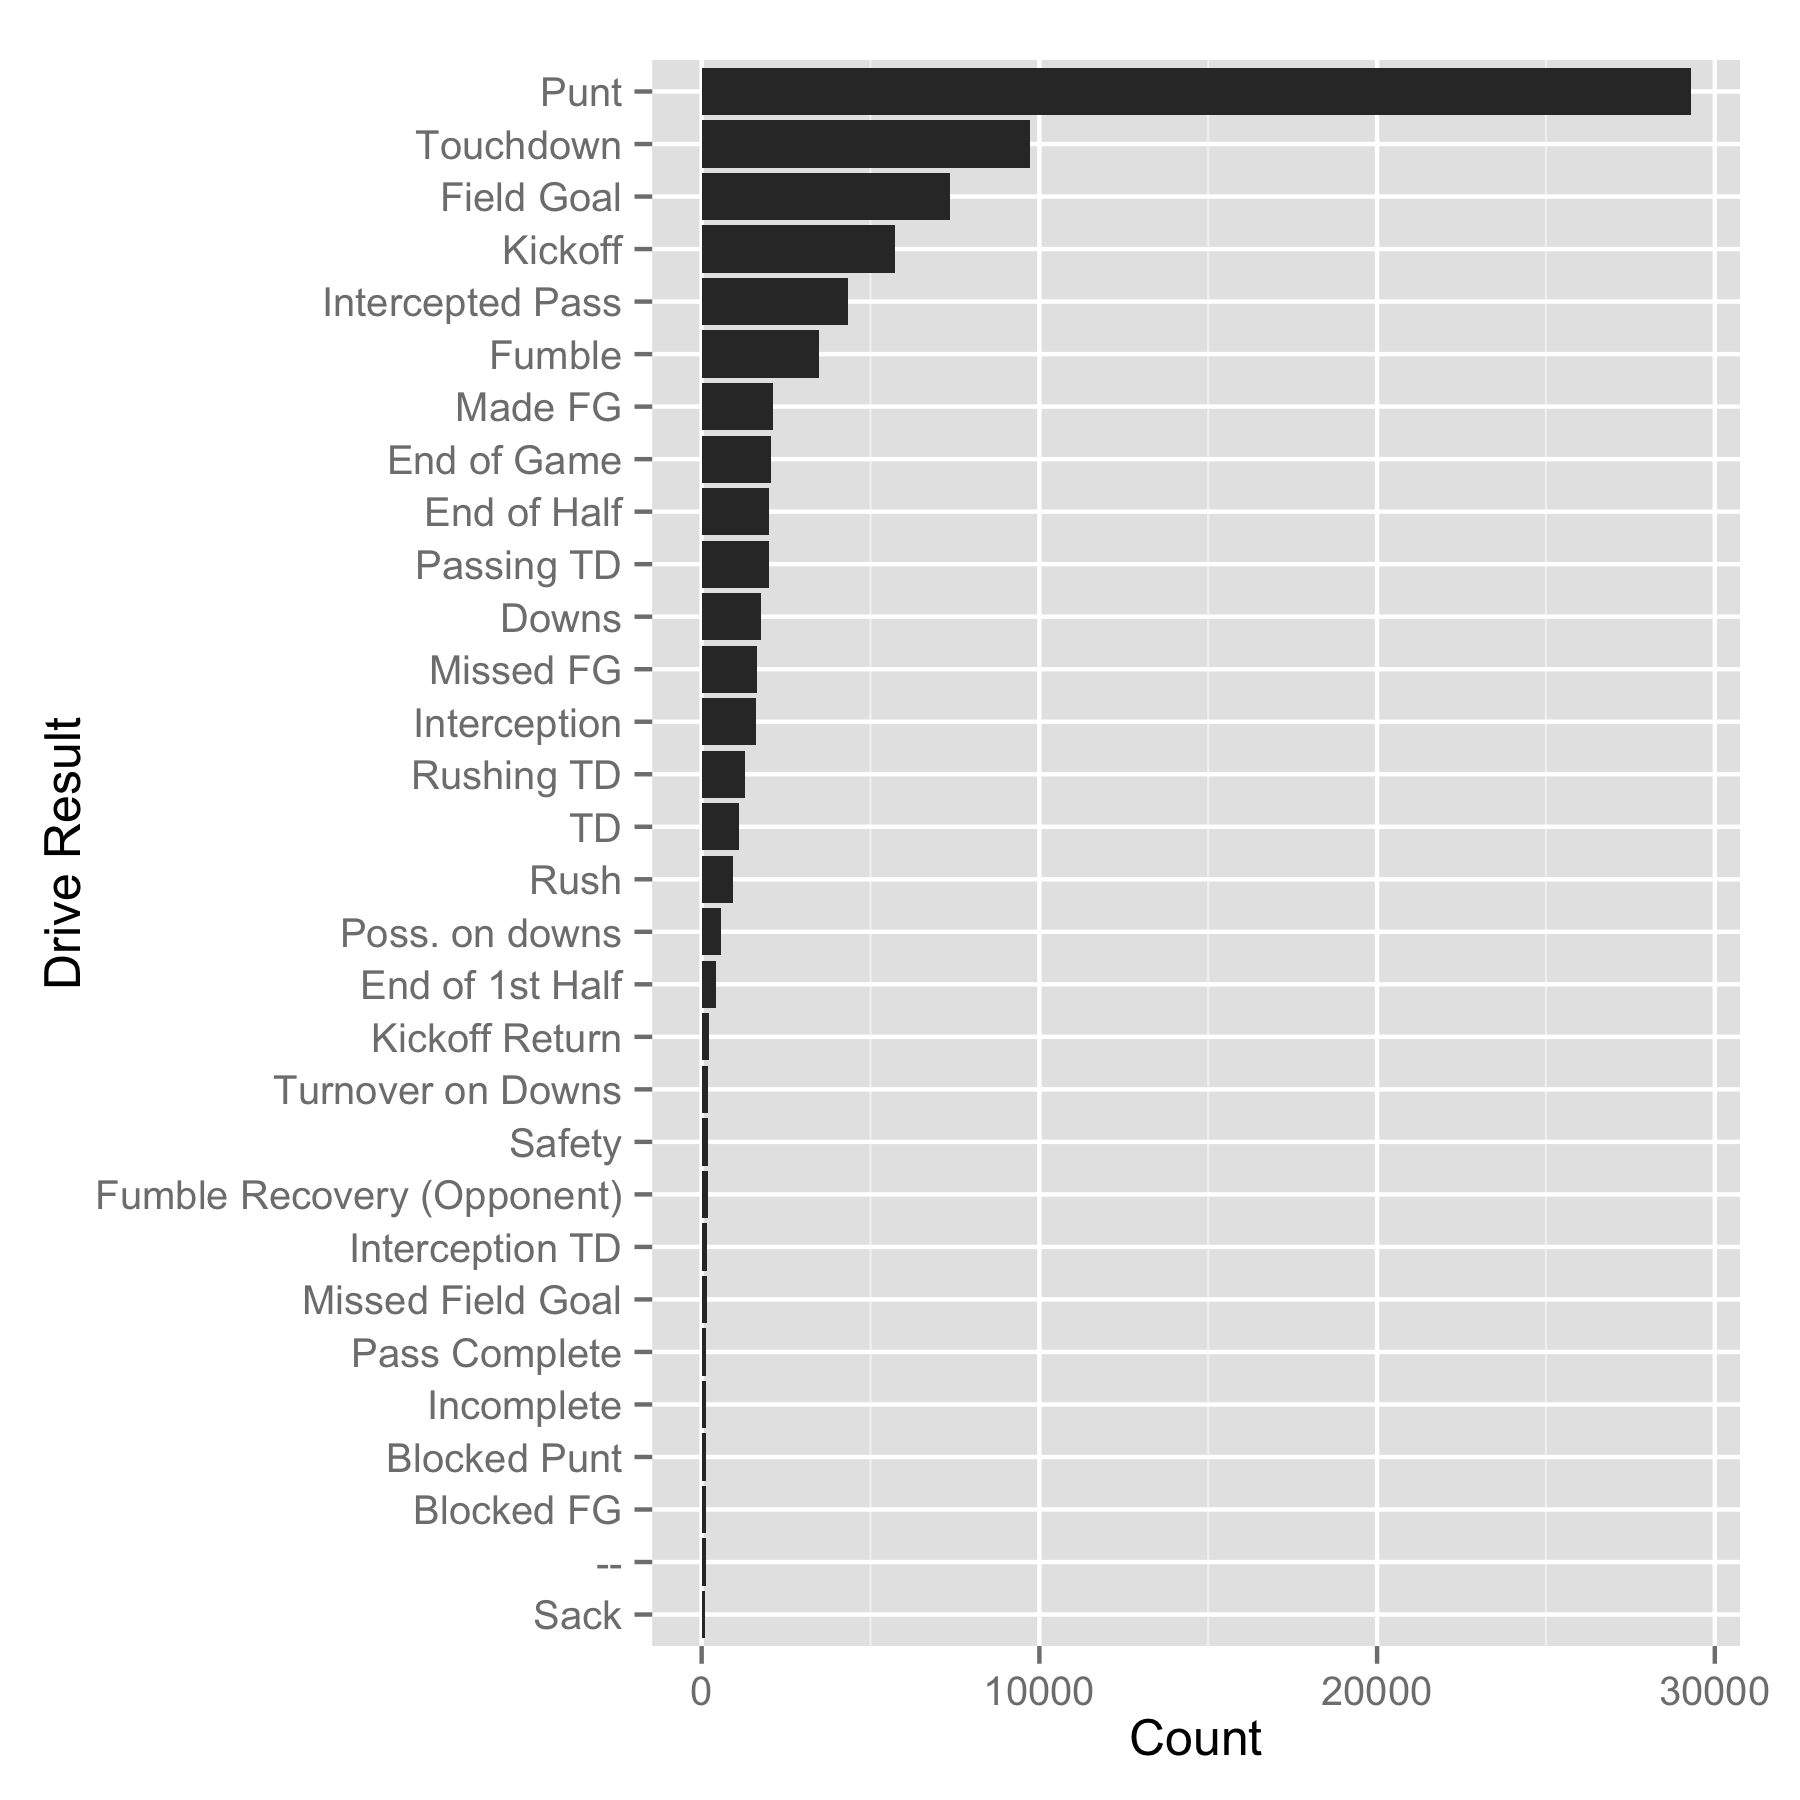 Punt
Touchdown
Field Goal
Kickoff
Intercepted Pass
Fumble
Made FG
End of Game
End of Half
Passing TD
Downs
Missed FG
Interception
Rushing TD
TD
Rush
Poss. on downs
End of 1st Half
Kickoff Return
Turnover on Downs
Safety
Fumble Recovery (Opponent)
Interception TD
Missed Field Goal
Pass Complete
Incomplete
Blocked Punt
Blocked FG
--
Sack
Drive Result
0 10000 20000 30000
Count